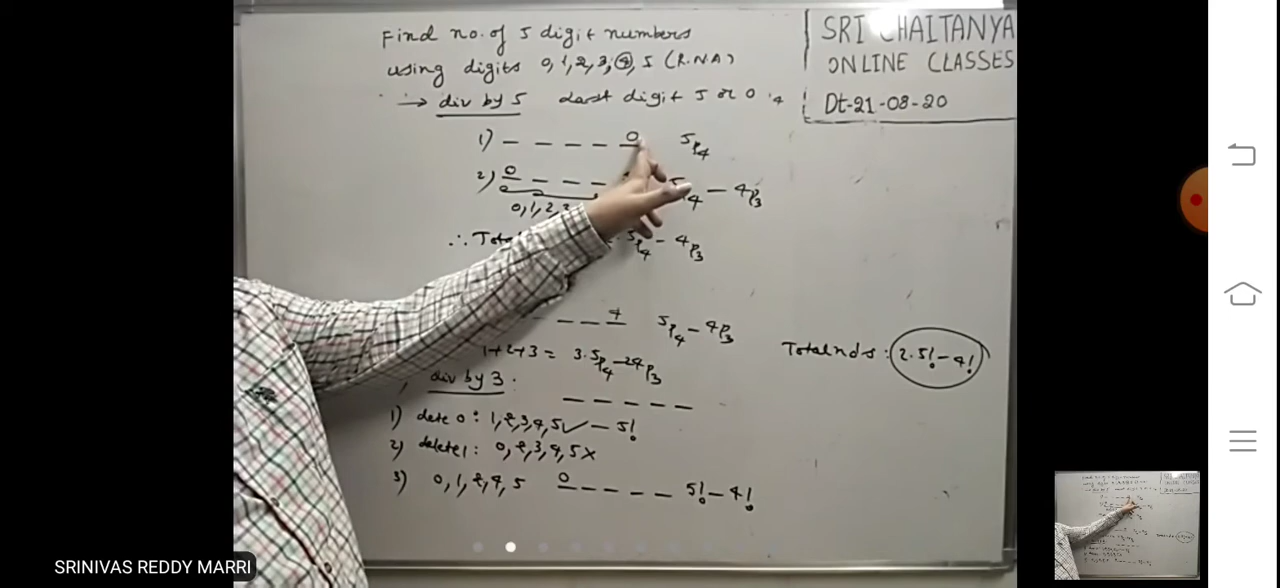 Find no. of 5 digit numbers
using digits 0,1,2,3,4,5 (R.N.A)
→ div by 5 Last digit 5 or 0
1) _ _ _ _ 0 5P4
2) 0 _ _ _ 5P4 - 4P3
0,1,2,3
∴ Total 2.5P4 - 4P3
_ _ _ 4 5P4 - 4P3
1+2+3 = 3.5P4 - 24P3
div by 3:
_ _ _ _ _
1) delete 0: 1,2,3,4,5 ✓ - 5!
2) delete 1: 0,2,3,4,5 X
3) 0,1,2,4,5 0 _ _ _ _ 5! - 4!
Total no's: 2.5! - 4!
SRI CHAITANYA
ONLINE CLASSES
Dt-21-08-20
SRINIVAS REDDY MARRI